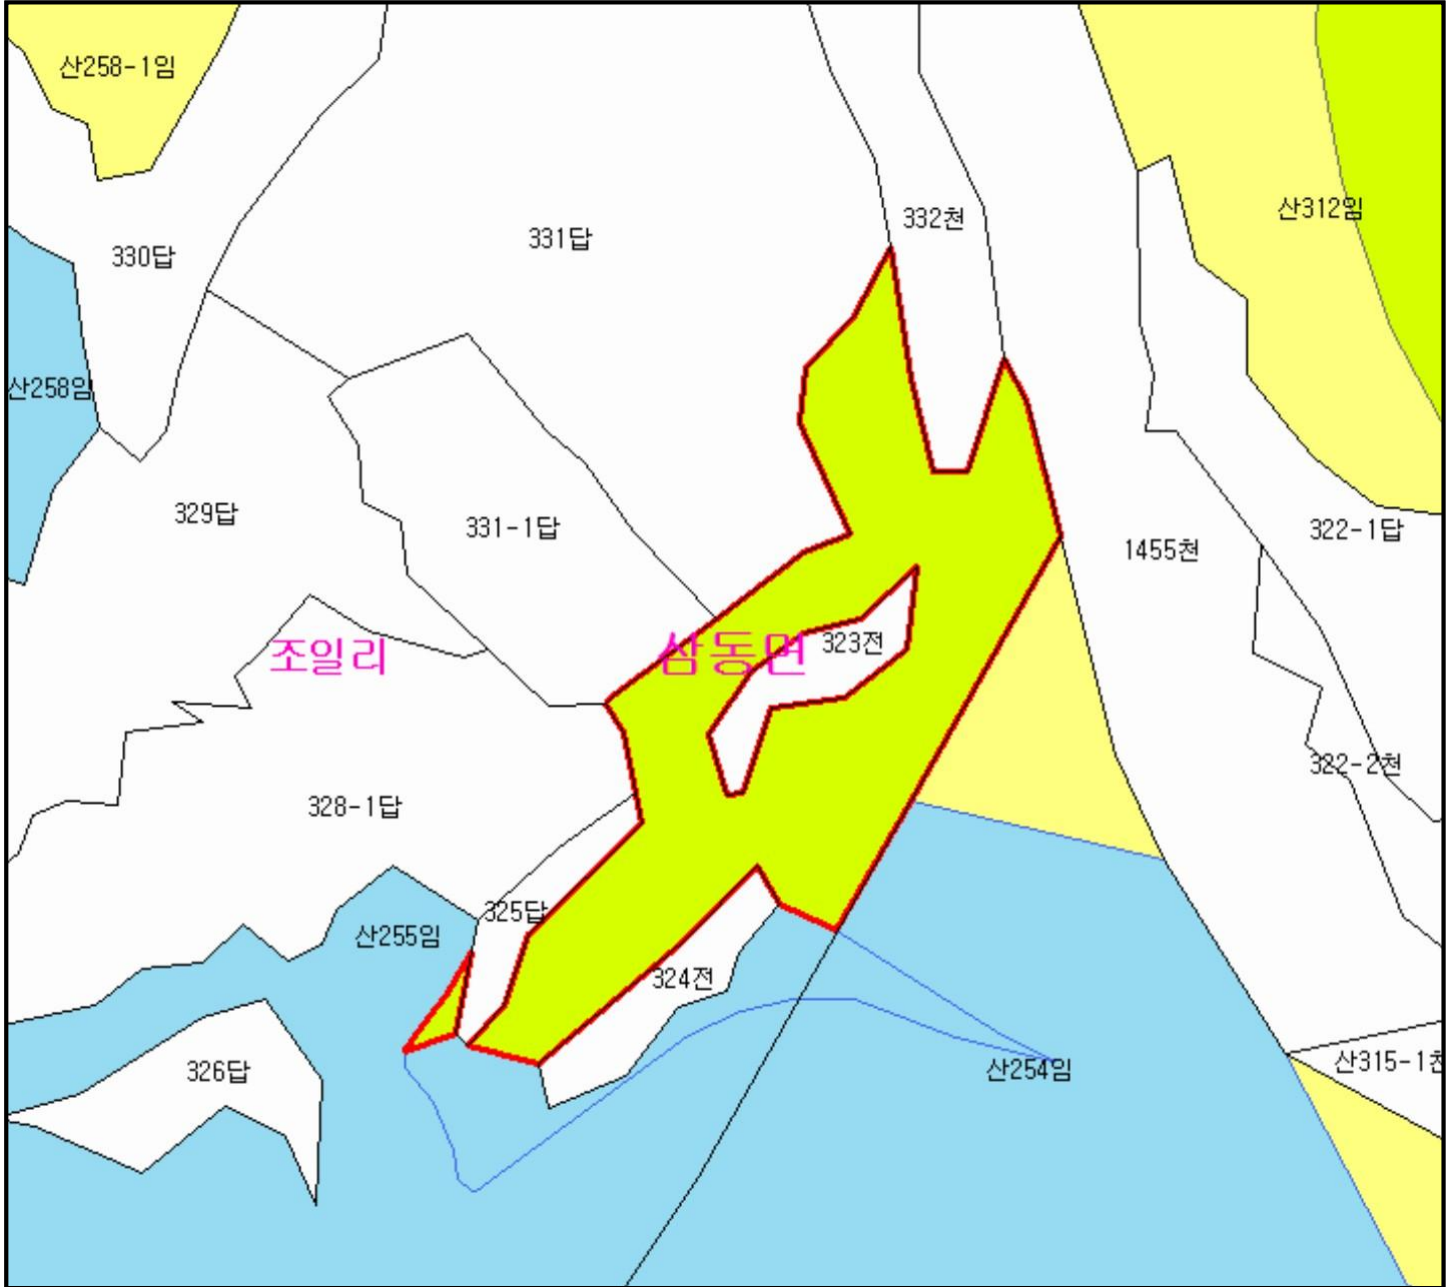 산258-1임
산312임
332천
331답
330답
산258임
329답
331-1답
322-1답
1455천
323전
조일리
삼동면
322-2천
328-1답
325답
산255임
324전
산315-1천
산254임
326답